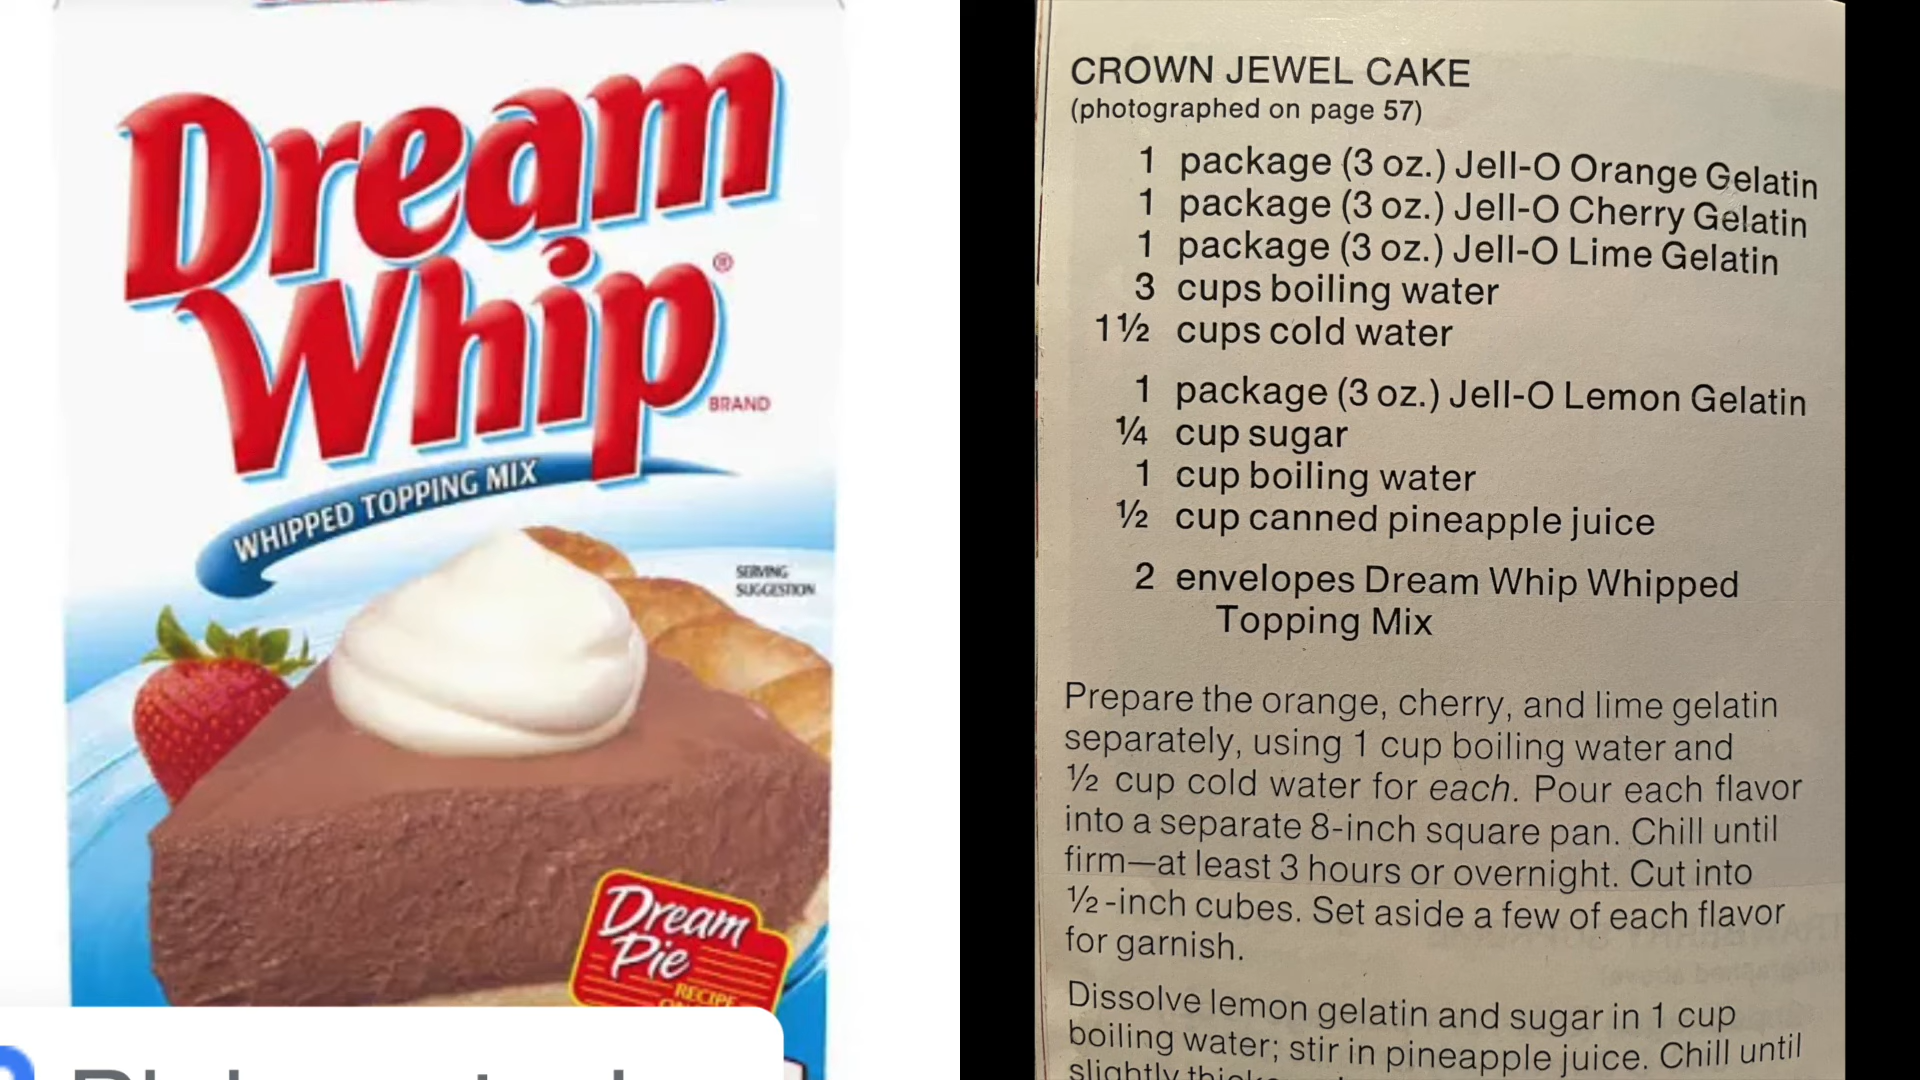 Dream
Whip®
BRAND
WHIPPED TOPPING MIX
SERVING
SUGGESTION
Dream
Pie
RECIPE
CROWN JEWEL CAKE
(photographed on page 57)
1 package (3 oz.) Jell-O Orange Gelatin
1 package (3 oz.) Jell-O Cherry Gelatin
1 package (3 oz.) Jell-O Lime Gelatin
3 cups boiling water
1½ cups cold water
1 package (3 oz.) Jell-O Lemon Gelatin
¼ cup sugar
1 cup boiling water
½ cup canned pineapple juice
2 envelopes Dream Whip Whipped
Topping Mix
Prepare the orange, cherry, and lime gelatin
separately, using 1 cup boiling water and
½ cup cold water for each. Pour each flavor
into a separate 8-inch square pan. Chill until
firm—at least 3 hours or overnight. Cut into
½-inch cubes. Set aside a few of each flavor
for garnish.
Dissolve lemon gelatin and sugar in 1 cup
boiling water; stir in pineapple juice. Chill until
slightly